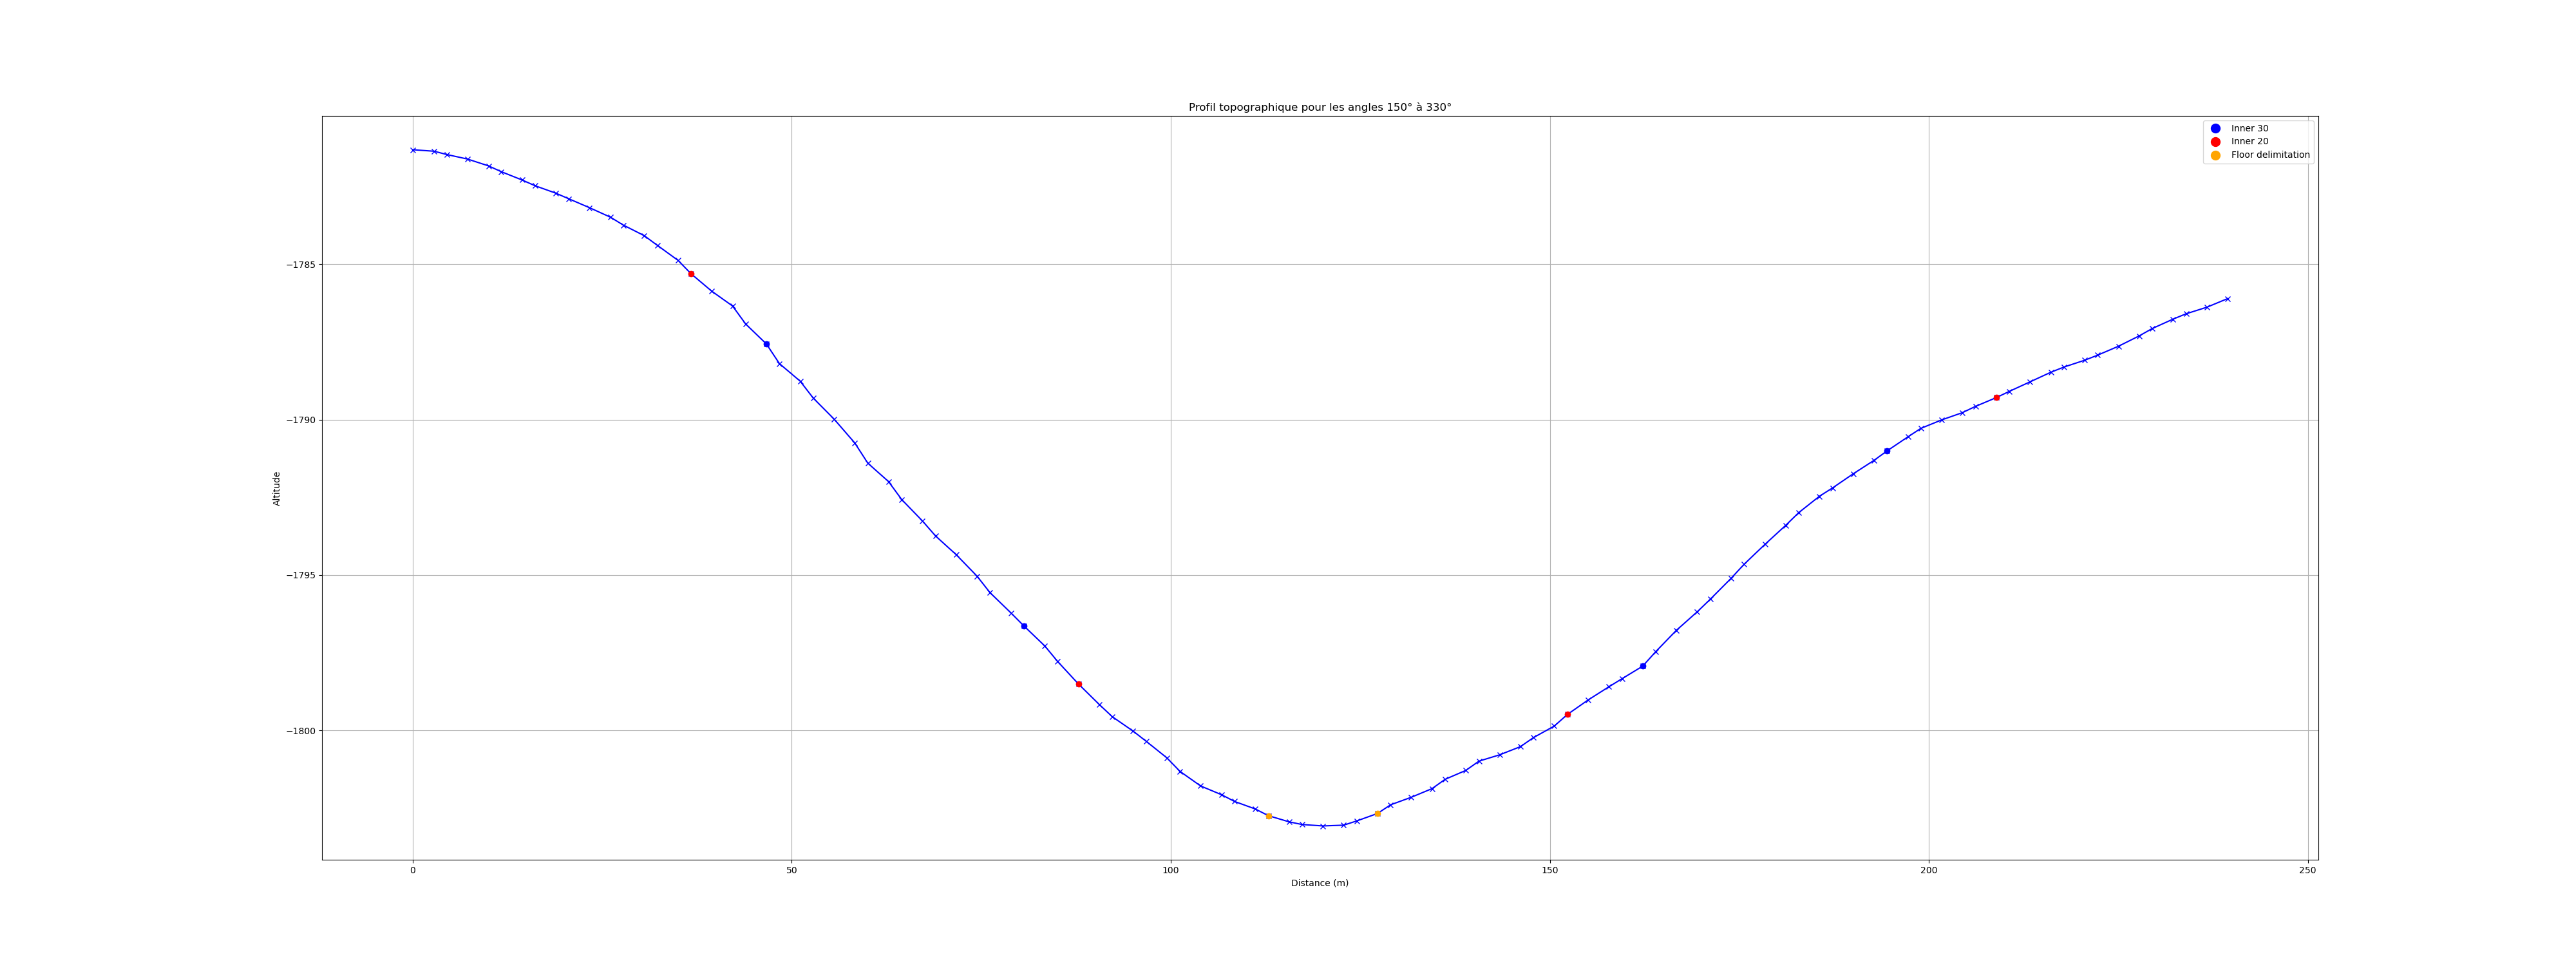 Profil topographique pour les angles 150° à 330°
Inner 30
Inner 20
Floor delimitation
Altitude
−1785
−1790
−1795
−1800
0
50
100
150
200
250
Distance (m)